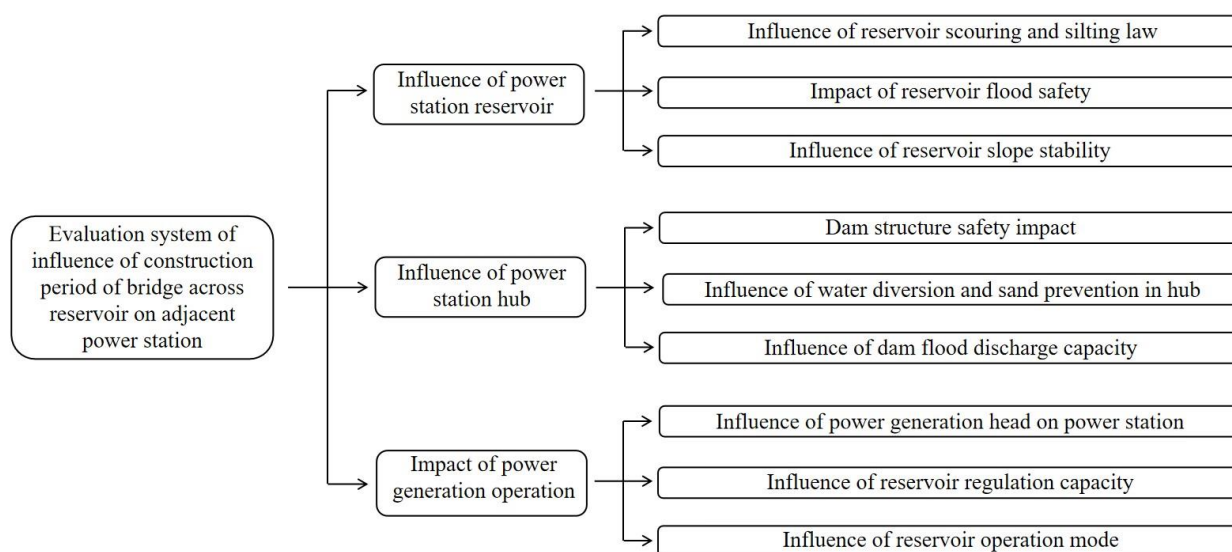 Evaluation system of
influence of construction
period of bridge across
reservoir on adjacent
power station
Influence of power
station reservoir
Influence of reservoir scouring and silting law
Impact of reservoir flood safety
Influence of reservoir slope stability
Influence of power
station hub
Dam structure safety impact
Influence of water diversion and sand prevention in hub
Influence of dam flood discharge capacity
Impact of power
generation operation
Influence of power generation head on power station
Influence of reservoir regulation capacity
Influence of reservoir operation mode